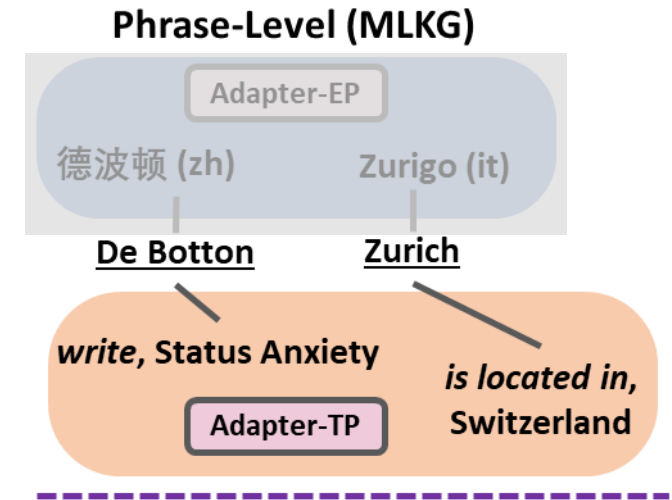 Phrase-Level (MLKG)
Adapter-EP
德波顿 (zh)
Zurigo (it)
De Botton
Zurich
write, Status Anxiety
is located in,
Switzerland
Adapter-TP